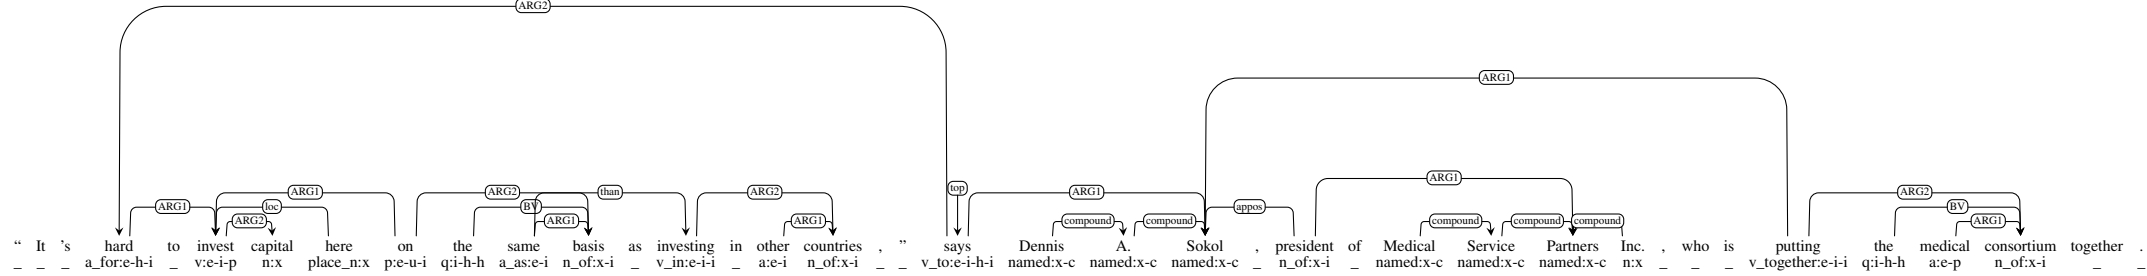 ARG2
ARG1
top
ARG1 loc ARG2 than ARG2 ARG1 ARG1 ARG2
ARG1 ARG2 BV ARG1 ARG1 compound compound appos compound compound compound BV ARG1
“ It ’s hard to invest capital here on the same basis as investing in other countries , ” says Dennis A. Sokol , president of Medical Service Partners Inc. , who is putting the medical consortium together .
_ _ _ a_for:e-h-i _ v:e-i-p n:x place_n:x p:e-u-i q:i-h-h a_as:e-i n_of:x-i _ v_in:e-i-i _ a:e-i n_of:x-i _ _ v_to:e-i-h-i named:x-c named:x-c named:x-c _ n_of:x-i _ named:x-c named:x-c named:x-c n:x _ _ _ v_together:e-i-i q:i-h-h a:e-p n_of:x-i _ _